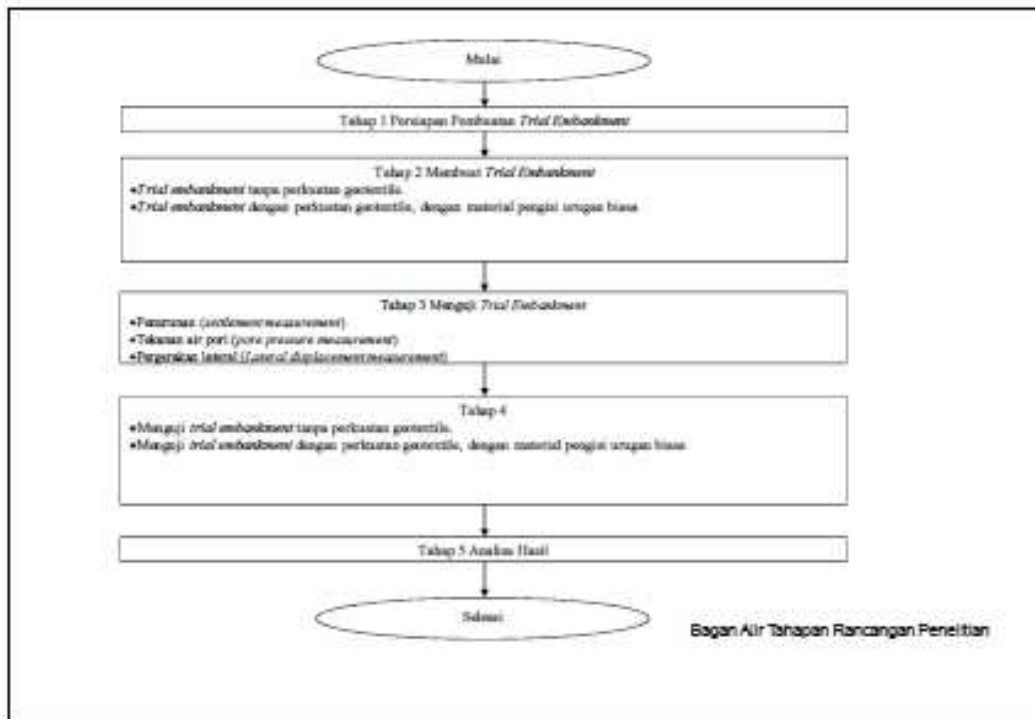 Mulai
Tahap 1 Persiapan Pembuatan Trial Embankment
Tahap 2 Membuat Trial Embankment
•Trial embankment tanpa perkuatan geotextile.
•Trial embankment dengan perkuatan geotextile, dengan material pengisi urugan biasa
Tahap 3 Menguji Trial Embankment
•Penurunan (settlement measurement)
•Tekanan air pori (pore pressure measurement)
•Pergerakan lateral (Lateral displacement measurement)
Tahap 4
•Menguji trial embankment tanpa perkuatan geotextile.
•Menguji trial embankment dengan perkuatan geotextile, dengan material pengisi urugan biasa
Tahap 5 Analisa Hasil
Selesai
Bagan Alir Tahapan Rancangan Penelitian